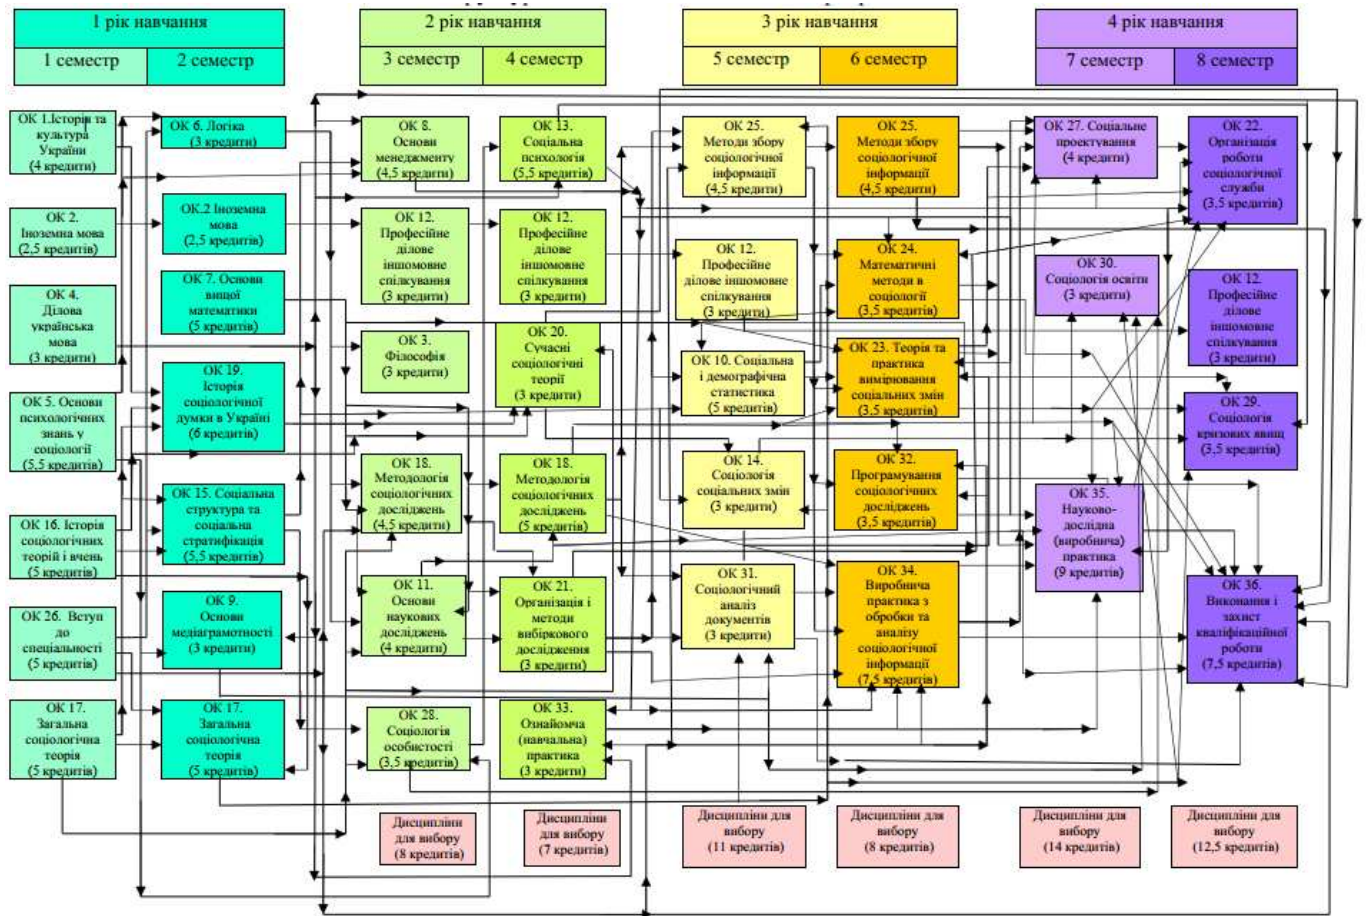 1 рік навчання
1 семестр
2 семестр
2 рік навчання
3 семестр
4 семестр
3 рік навчання
5 семестр
6 семестр
4 рік навчання
7 семестр
8 семестр
ОК 1.Історія та
культура
України
(4 кредити)
ОК 2.
Іноземна мова
(2,5 кредитів)
ОК 4.
Ділова
українська
мова
(3 кредити)
ОК 5. Основи
психологічних
знань у
соціології
(5,5 кредитів)
ОК 16. Історія
соціологічних
теорій і вчень
(5 кредитів)
ОК 26. Вступ
до
спеціальності
(5 кредитів)
ОК 17.
Загальна
соціологічна
теорія
(5 кредитів)
ОК 6. Логіка
(3 кредити)
ОК.2 Іноземна
мова
(2,5 кредитів)
ОК 7. Основи
вищої
математики
(5 кредитів)
ОК 19.
Історія
соціологічної
думки в Україні
(6 кредитів)
ОК 15. Соціальна
структура та
соціальна
стратифікація
(5,5 кредитів)
ОК 9.
Основи
медіаграмотності
(3 кредити)
ОК 17.
Загальна
соціологічна
теорія
(5 кредитів)
ОК 8.
Основи
менеджменту
(4,5 кредити)
ОК 12.
Професійне
ділове
іншомовне
спілкування
(3 кредити)
ОК 3.
Філософія
(3 кредити)
ОК 18.
Методологія
соціологічних
досліджень
(4,5 кредити)
ОК 11.
Основи
наукових
досліджень
(4 кредити)
ОК 28.
Соціологія
особистості
(3,5 кредитів)
Дисципліни
для вибору
(8 кредитів)
ОК 13.
Соціальна
психологія
(5,5 кредитів)
ОК 12.
Професійне
ділове
іншомовне
спілкування
(3 кредити)
ОК 20.
Сучасні
соціологічні
теорії
(3 кредити)
ОК 18.
Методологія
соціологічних
досліджень
(5 кредитів)
ОК 21.
Організація і
методи
вибіркового
дослідження
(3 кредити)
ОК 33.
Ознайомча
(навчальна)
практика
(3 кредити)
Дисципліни
для вибору
(7 кредитів)
ОК 25.
Методи збору
соціологічної
інформації
(4,5 кредити)
ОК 12.
Професійне
ділове іншомовне
спілкування
(3 кредити)
ОК 10. Соціальна
і демографічна
статистика
(5 кредитів)
ОК 14.
Соціологія
соціальних змін
(3 кредити)
ОК 31.
Соціологічний
аналіз
документів
(3 кредити)
Дисципліни для
вибору
(11 кредитів)
ОК 25.
Методи збору
соціологічної
інформації
(4,5 кредити)
ОК 24.
Математичні
методи в
соціології
(3,5 кредитів)
ОК 23. Теорія та
практика
вимірювання
соціальних змін
(3,5 кредитів)
ОК 32.
Програмування
соціологічних
досліджень
(3,5 кредитів)
ОК 34.
Виробнича
практика з
обробки та
аналізу
соціологічної
інформації
(7,5 кредитів)
Дисципліни для
вибору
(8 кредитів)
ОК 27. Соціальне
проектування
(4 кредити)
ОК 30.
Соціологія освіти
(3 кредити)
ОК 35.
Науково-
дослідна
(виробнича)
практика
(9 кредитів)
Дисципліни для
вибору
(14 кредитів)
ОК 22.
Організація
роботи
соціологічної
служби
(3,5 кредитів)
ОК 12.
Професійне
ділове
іншомовне
спілкування
(3 кредити)
ОК 29.
Соціологія
кризових явищ
(3,5 кредитів)
ОК 36.
Виконання і
захист
кваліфікаційної
роботи
(7,5 кредитів)
Дисципліни для
вибору
(12,5 кредитів)